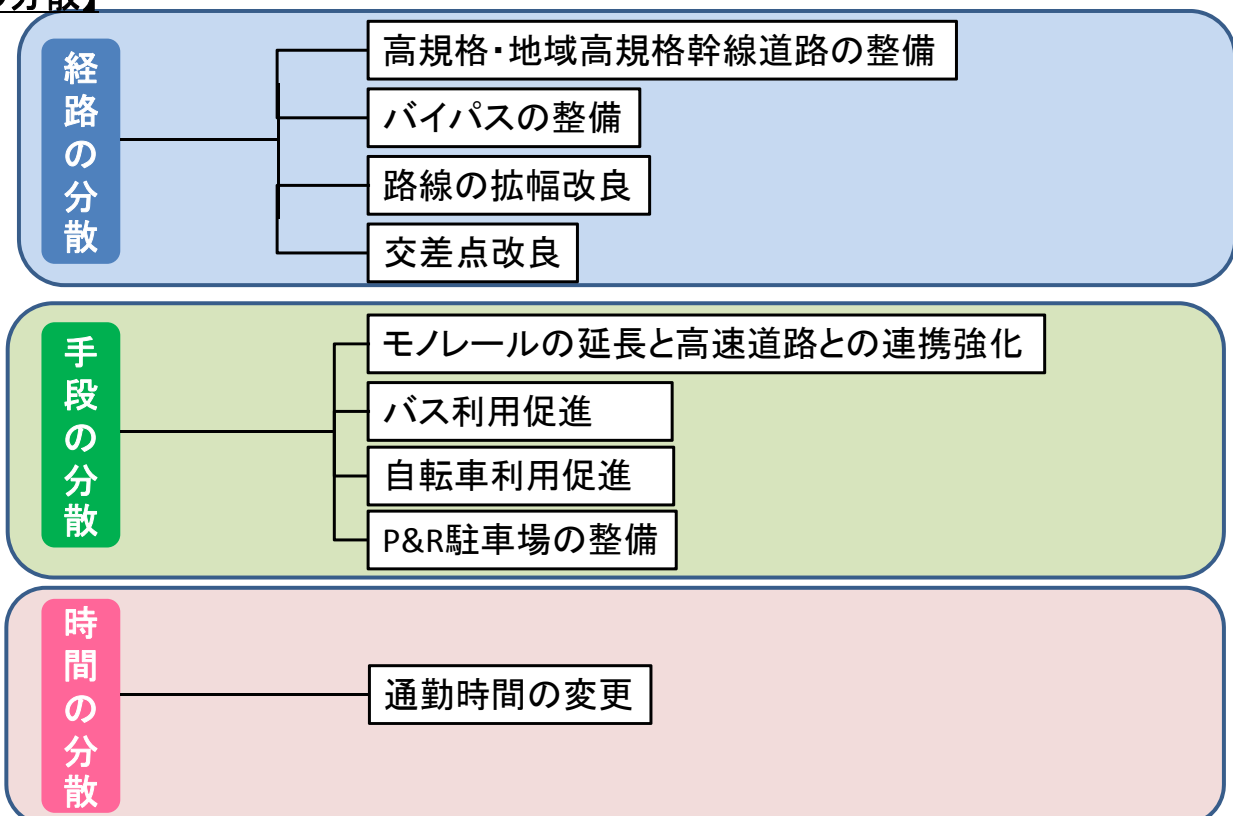 分散】
経路の分散
高規格・地域高規格幹線道路の整備
バイパスの整備
路線の拡幅改良
交差点改良
手段の分散
モノレールの延長と高速道路との連携強化
バス利用促進
自転車利用促進
P&R駐車場の整備
時間の分散
通勤時間の変更